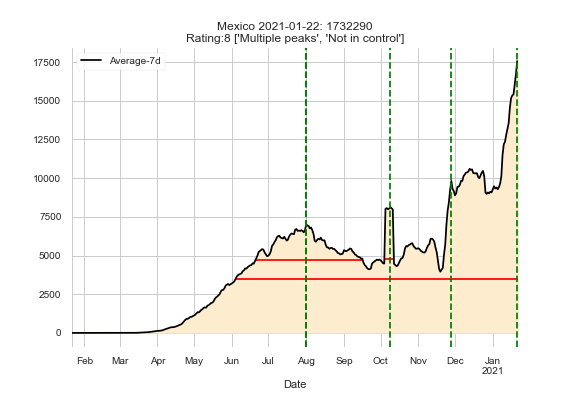 Mexico 2021-01-22: 1732290
Rating:8 ['Multiple peaks', 'Not in control']
Average-7d
17500
15000
12500
10000
7500
5000
2500
0
Feb Mar Apr May Jun Jul Aug Sep Oct Nov Dec Jan
2021
Date